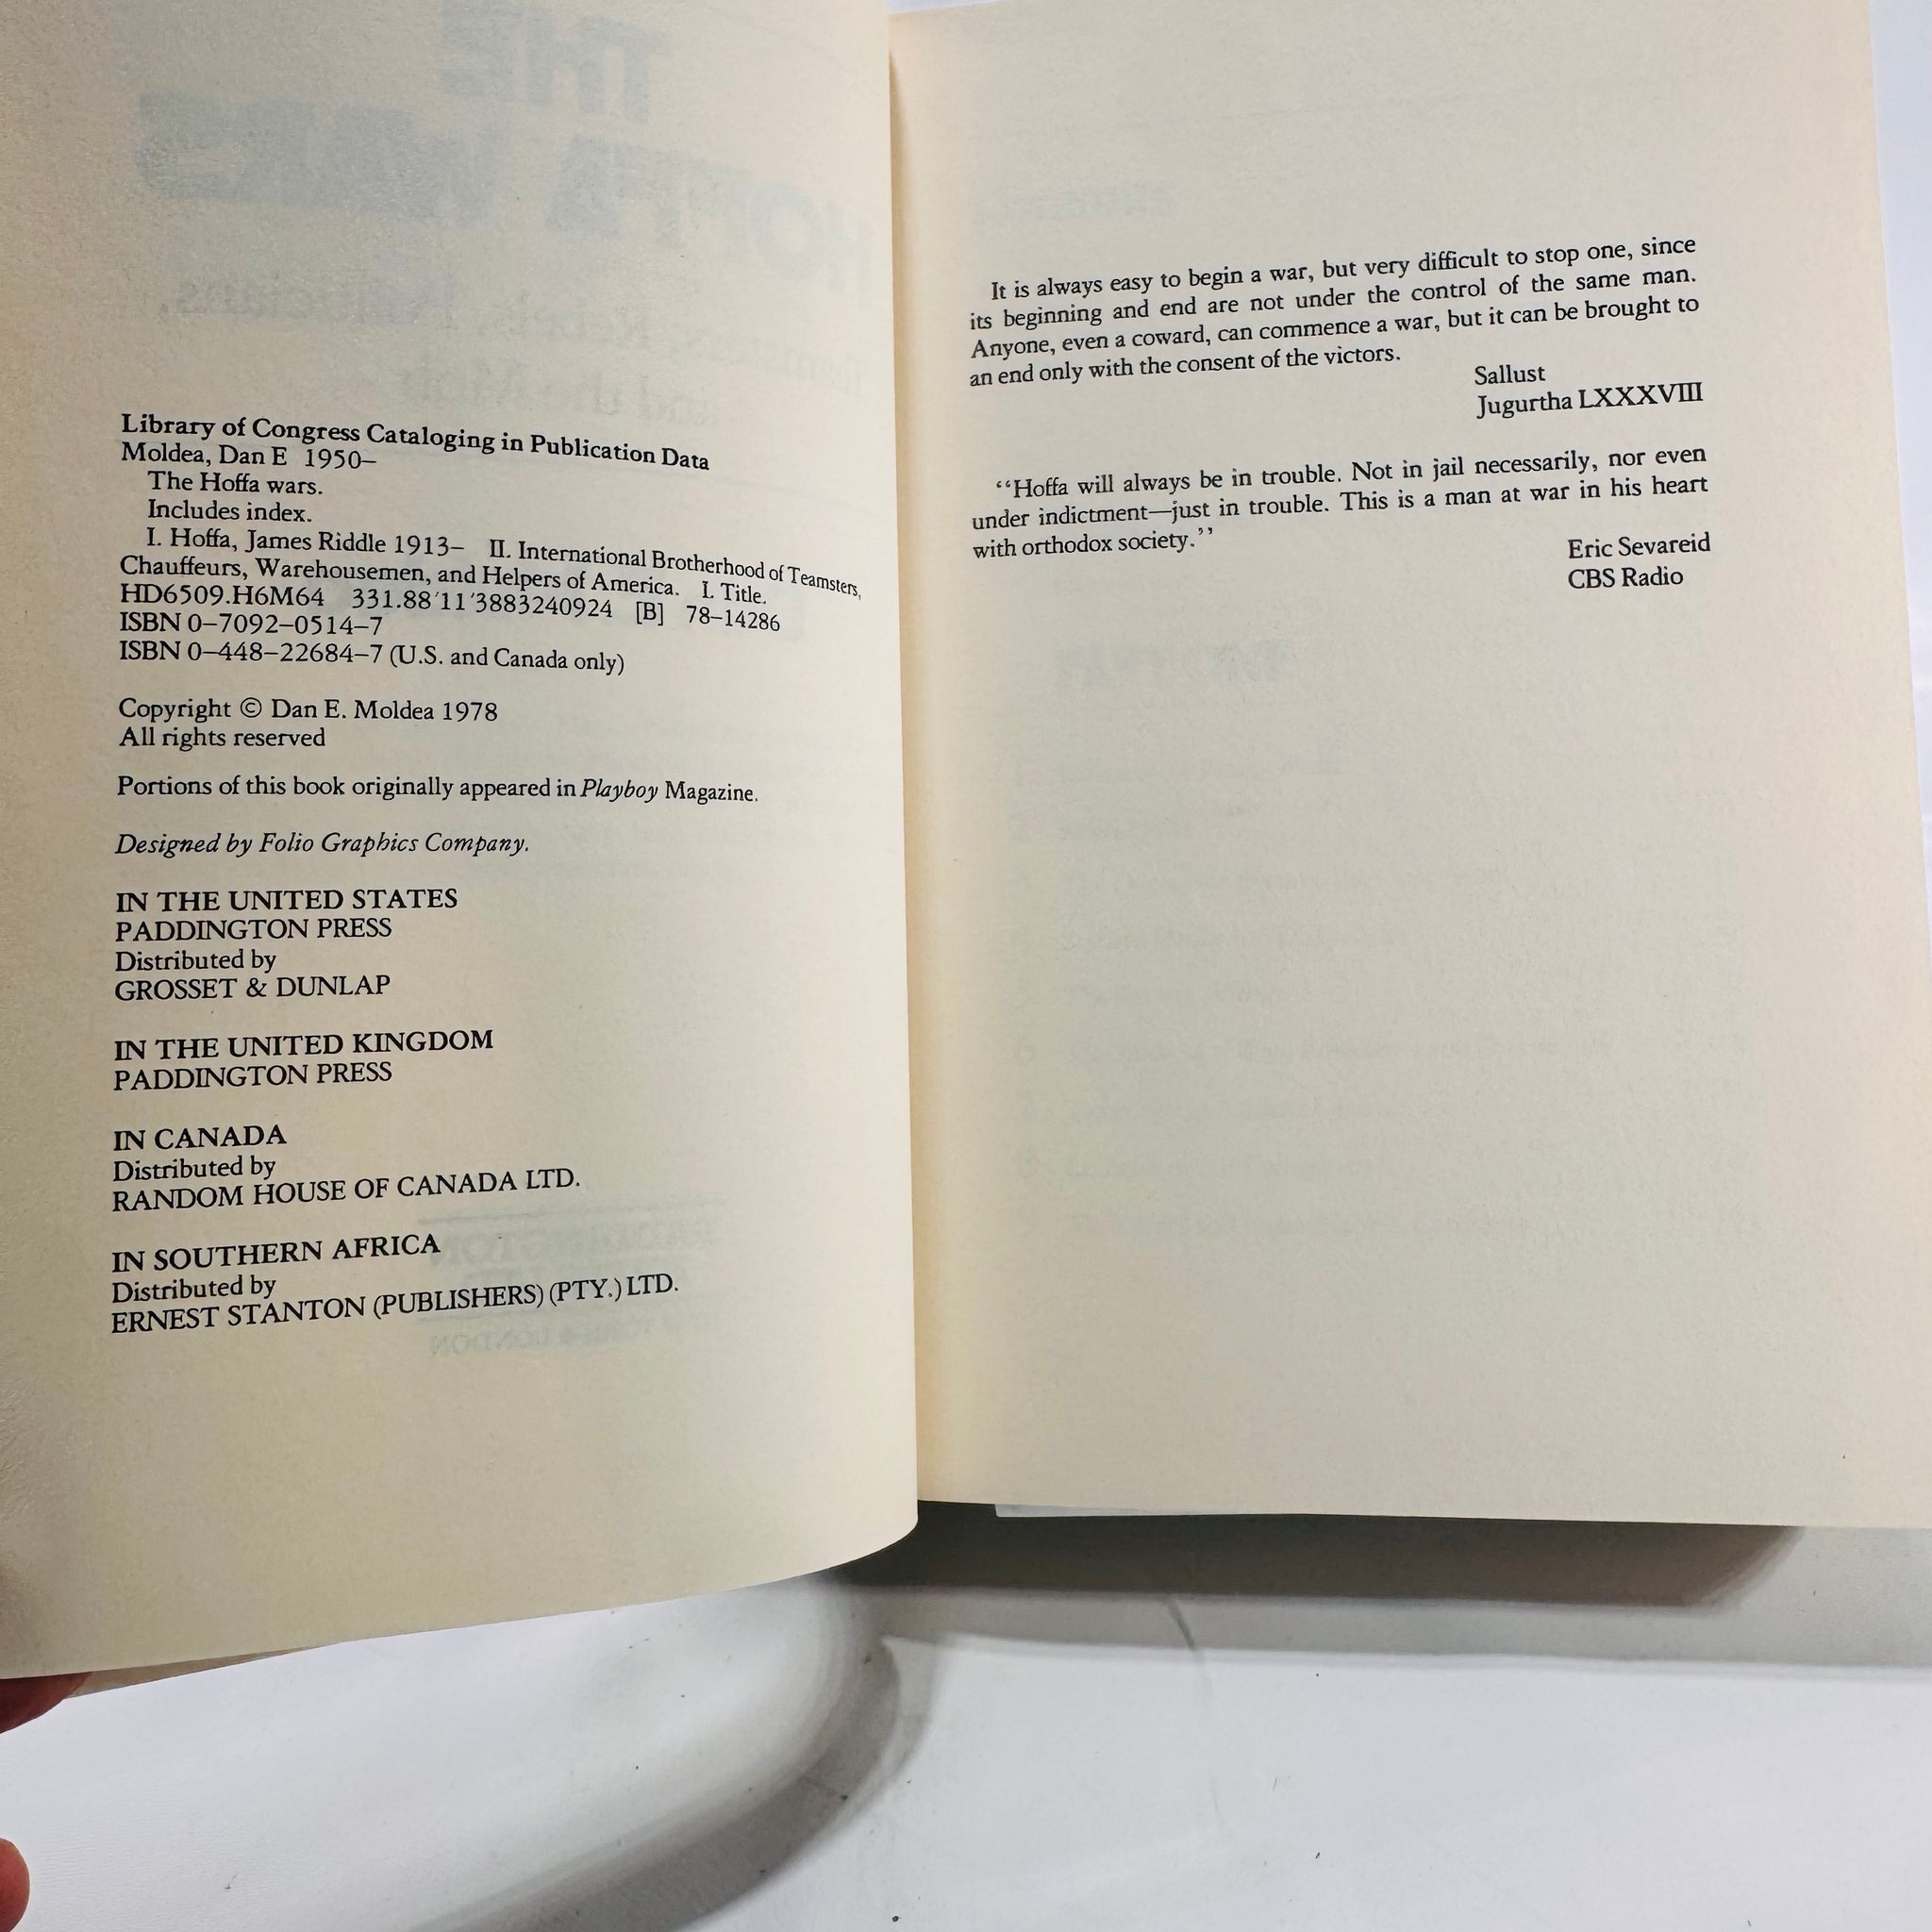 Library of Congress Cataloging in Publication Data
Moldea, Dan E 1950–
The Hoffa wars.
Includes index.
I. Hoffa, James Riddle 1913– II. International Brotherhood of Teamsters,
Chauffeurs, Warehousemen, and Helpers of America. I. Title.
HD6509.H6M64 331.88′11′3883240924 [B] 78–14286
ISBN 0–7092–0514–7
ISBN 0–448–22684–7 (U.S. and Canada only)
Copyright © Dan E. Moldea 1978
All rights reserved
Portions of this book originally appeared in Playboy Magazine.
Designed by Folio Graphics Company.
IN THE UNITED STATES
PADDINGTON PRESS
Distributed by
GROSSET & DUNLAP
IN THE UNITED KINGDOM
PADDINGTON PRESS
IN CANADA
Distributed by
RANDOM HOUSE OF CANADA LTD.
IN SOUTHERN AFRICA
Distributed by
ERNEST STANTON (PUBLISHERS) (PTY.) LTD.
It is always easy to begin a war, but very difficult to stop one, since
its beginning and end are not under the control of the same man.
Anyone, even a coward, can commence a war, but it can be brought to
an end only with the consent of the victors.
Sallust
Jugurtha LXXXVIII
‘‘Hoffa will always be in trouble. Not in jail necessarily, nor even
under indictment—just in trouble. This is a man at war in his heart
with orthodox society.’’
Eric Sevareid
CBS Radio